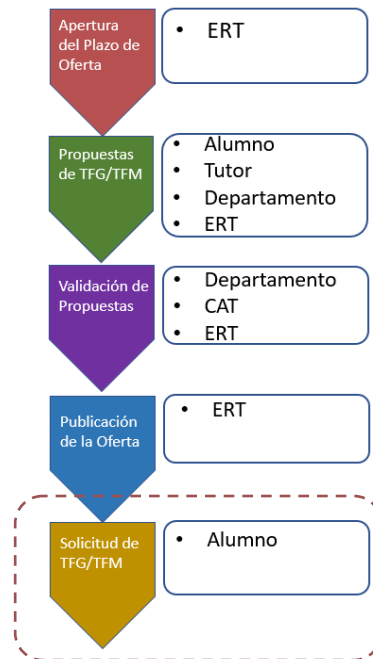 Apertura
del Plazo de
Oferta
• ERT
Propuestas
de TFG/TFM
• Alumno
• Tutor
• Departamento
• ERT
Validación de
Propuestas
• Departamento
• CAT
• ERT
Publicación
de la Oferta
• ERT
Solicitud de
TFG/TFM
• Alumno